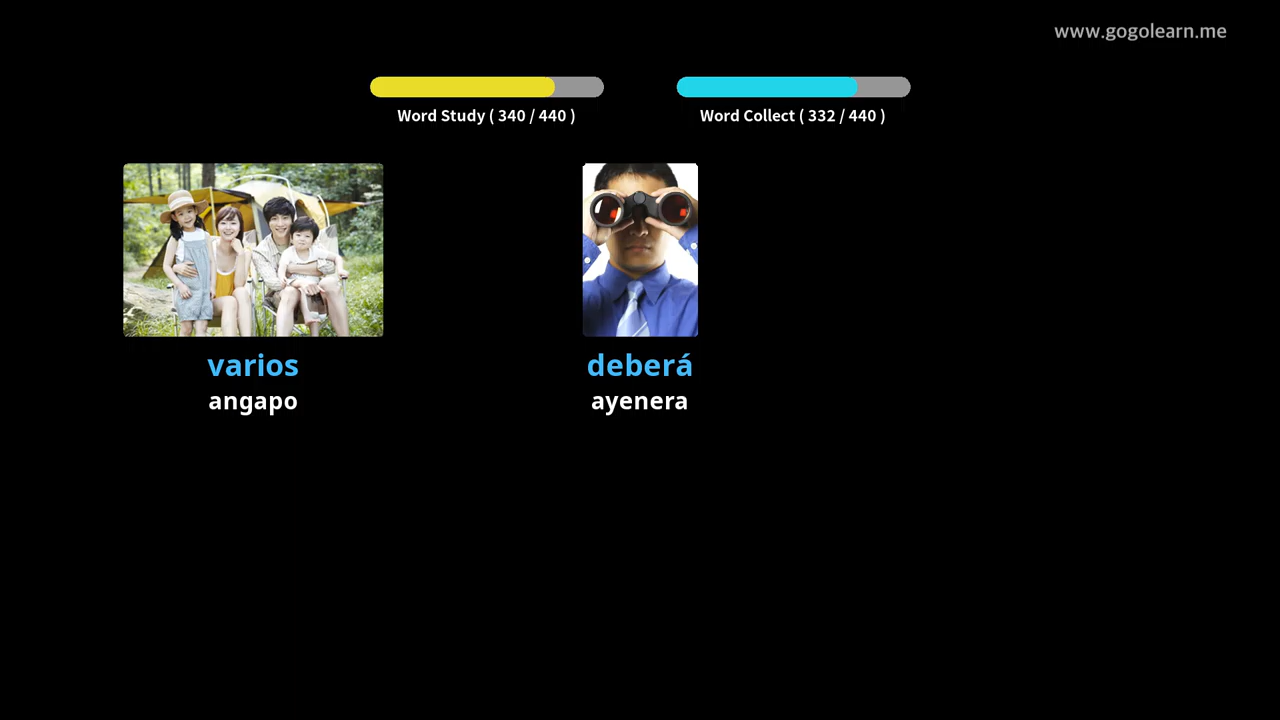 www.gogolearn.me
Word Study ( 340 / 440 )
Word Collect ( 332 / 440 )
varios
angapo
deberá
ayenera